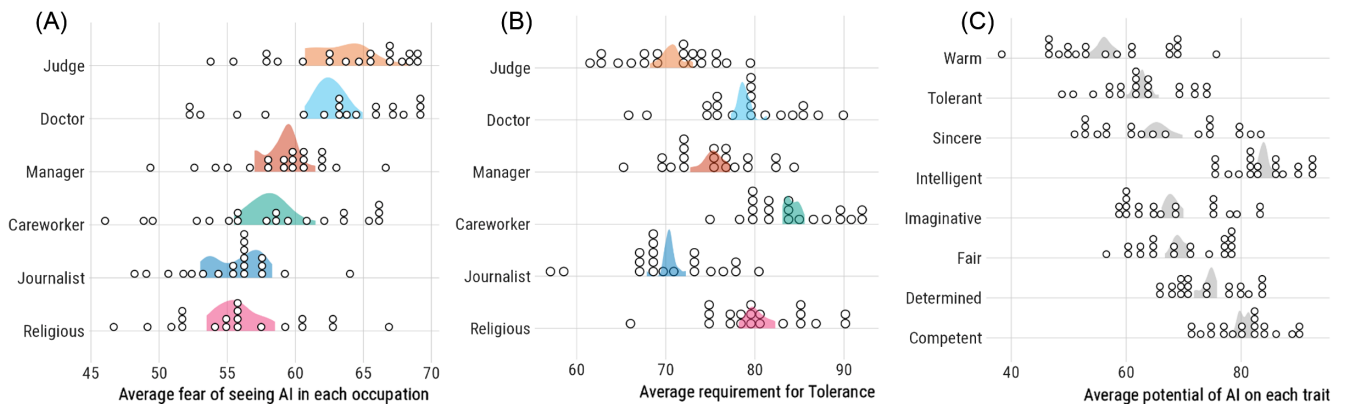 (A)
Judge
Doctor
Manager
Careworker
Journalist
Religious
45 50 55 60 65 70
Average fear of seeing AI in each occupation
(B)
Judge
Doctor
Manager
Careworker
Journalist
Religious
60 70 80 90
Average requirement for Tolerance
(C)
Warm
Tolerant
Sincere
Intelligent
Imaginative
Fair
Determined
Competent
40 60 80
Average potential of AI on each trait